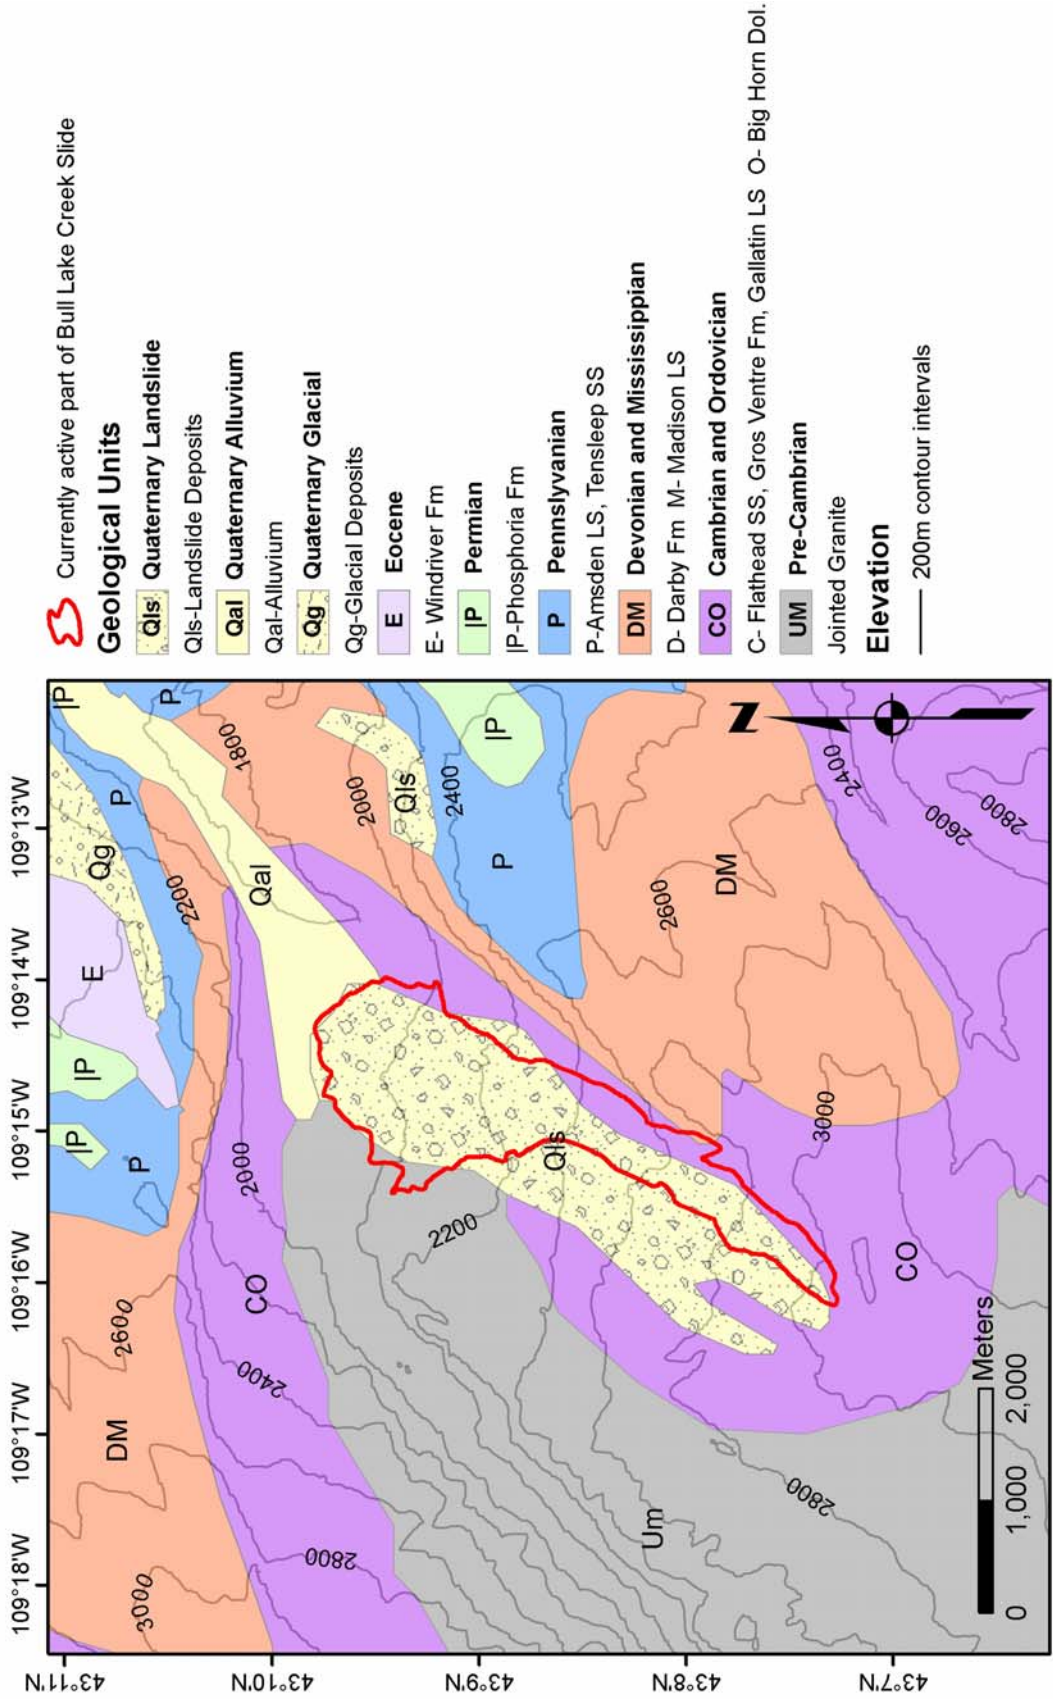 109°18'W 109°17'W 109°16'W 109°15'W 109°14'W 109°13'W
43°11'N
43°10'N
43°9'N
43°8'N
43°7'N
|P
|P
|P
E
Qg
DM
2600
P
P
3000
P
2200
1800
2000
CO
2400
Qal
2800
2000
Qls
2400
2200
|P
P
Qls
Um
2600
DM
N
2800
3000
2400
CO
2600
2800
Meters
0 1,000 2,000
Currently active part of Bull Lake Creek Slide
Geological Units
Qls Quaternary Landslide
Qls-Landslide Deposits
Qal Quaternary Alluvium
Qal-Alluvium
Qg Quaternary Glacial
Qg-Glacial Deposits
E Eocene
E- Windriver Fm
|P Permian
|P-Phosphoria Fm
P Pennslyvanian
P-Amsden LS, Tensleep SS
DM Devonian and Mississippian
D- Darby Fm M- Madison LS
CO Cambrian and Ordovician
C- Flathead SS, Gros Ventre Fm, Gallatin LS O- Big Horn Dol.
UM Pre-Cambrian
Jointed Granite
Elevation
200m contour intervals